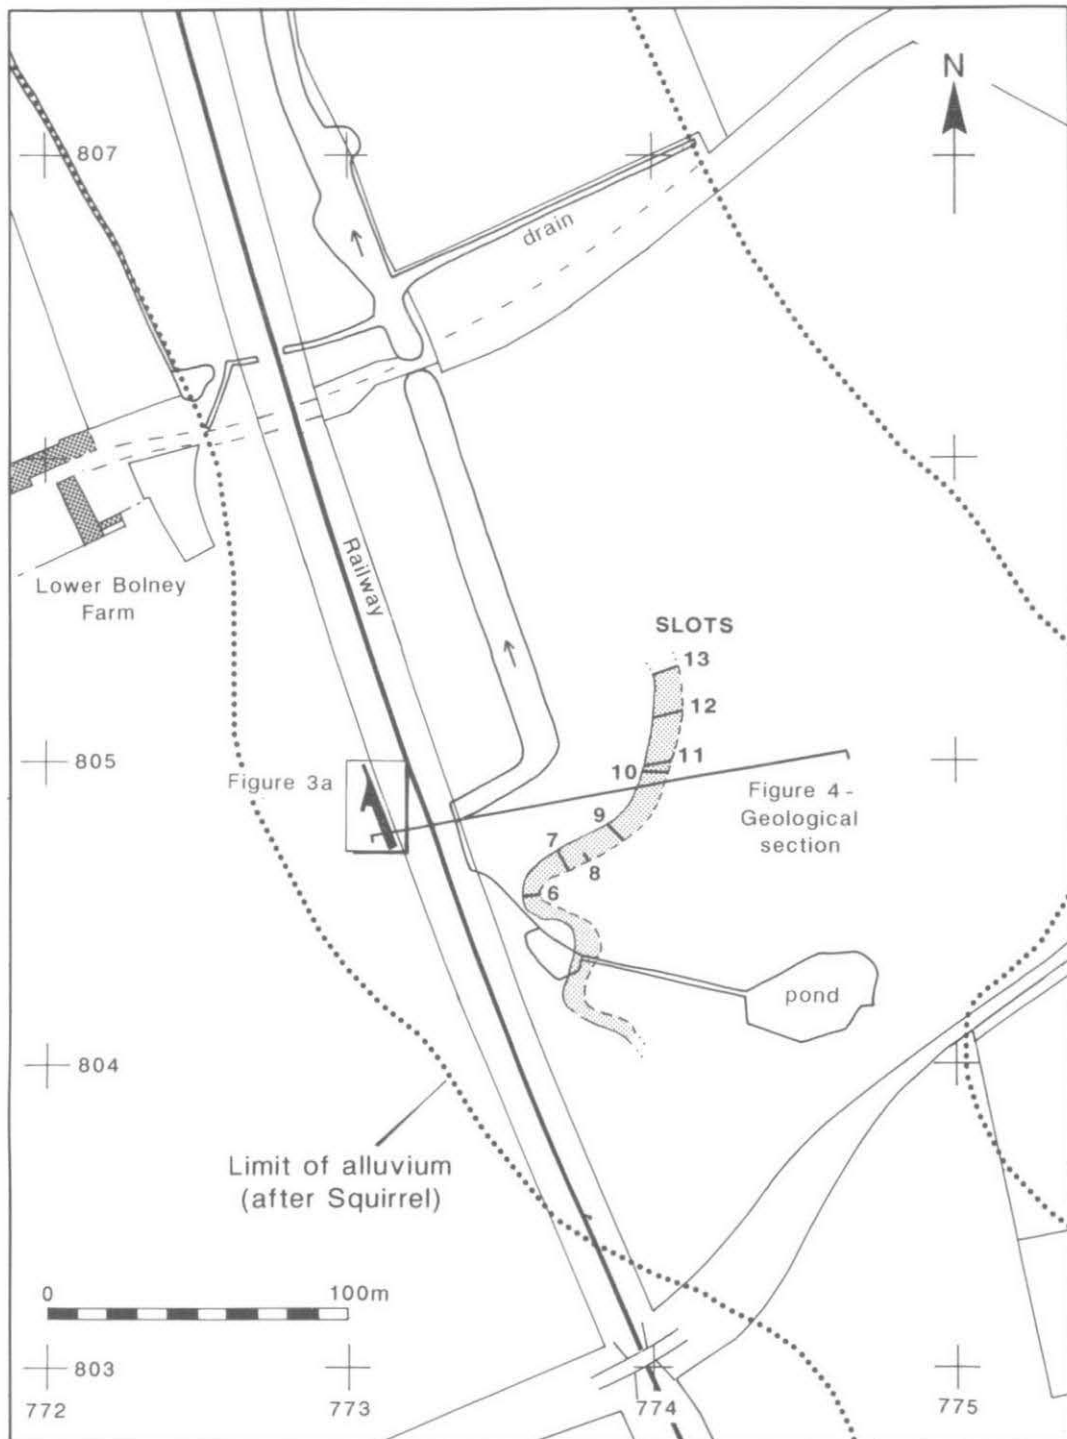 N
807
drain
Railway
Lower Bolney
Farm
SLOTS
13
12
11
10
805
Figure 3a
Figure 4 -
Geological
section
9
7
8
6
pond
804
Limit of alluvium
(after Squirrel)
0 100m
803
772 773 774 775